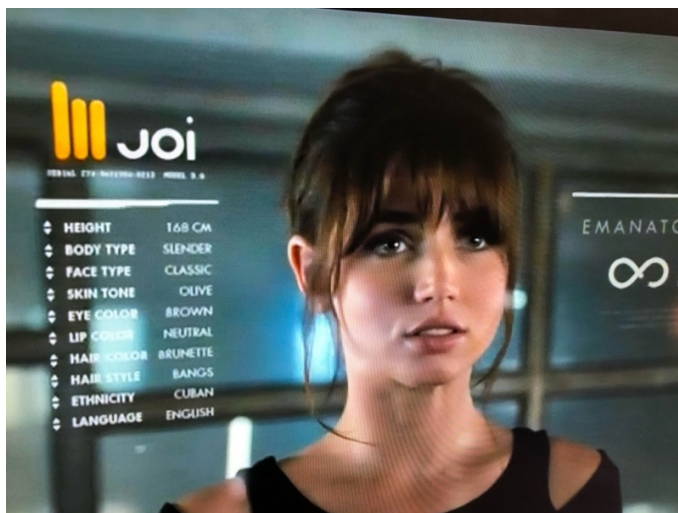 JOI
HEIGHT 168 CM
BODY TYPE SLENDER
FACE TYPE CLASSIC
SKIN TONE OLIVE
EYE COLOR BROWN
LIP COLOR NEUTRAL
HAIR COLOR BRUNETTE
HAIR STYLE BANGS
ETHNICITY CUBAN
LANGUAGE ENGLISH
EMANATO